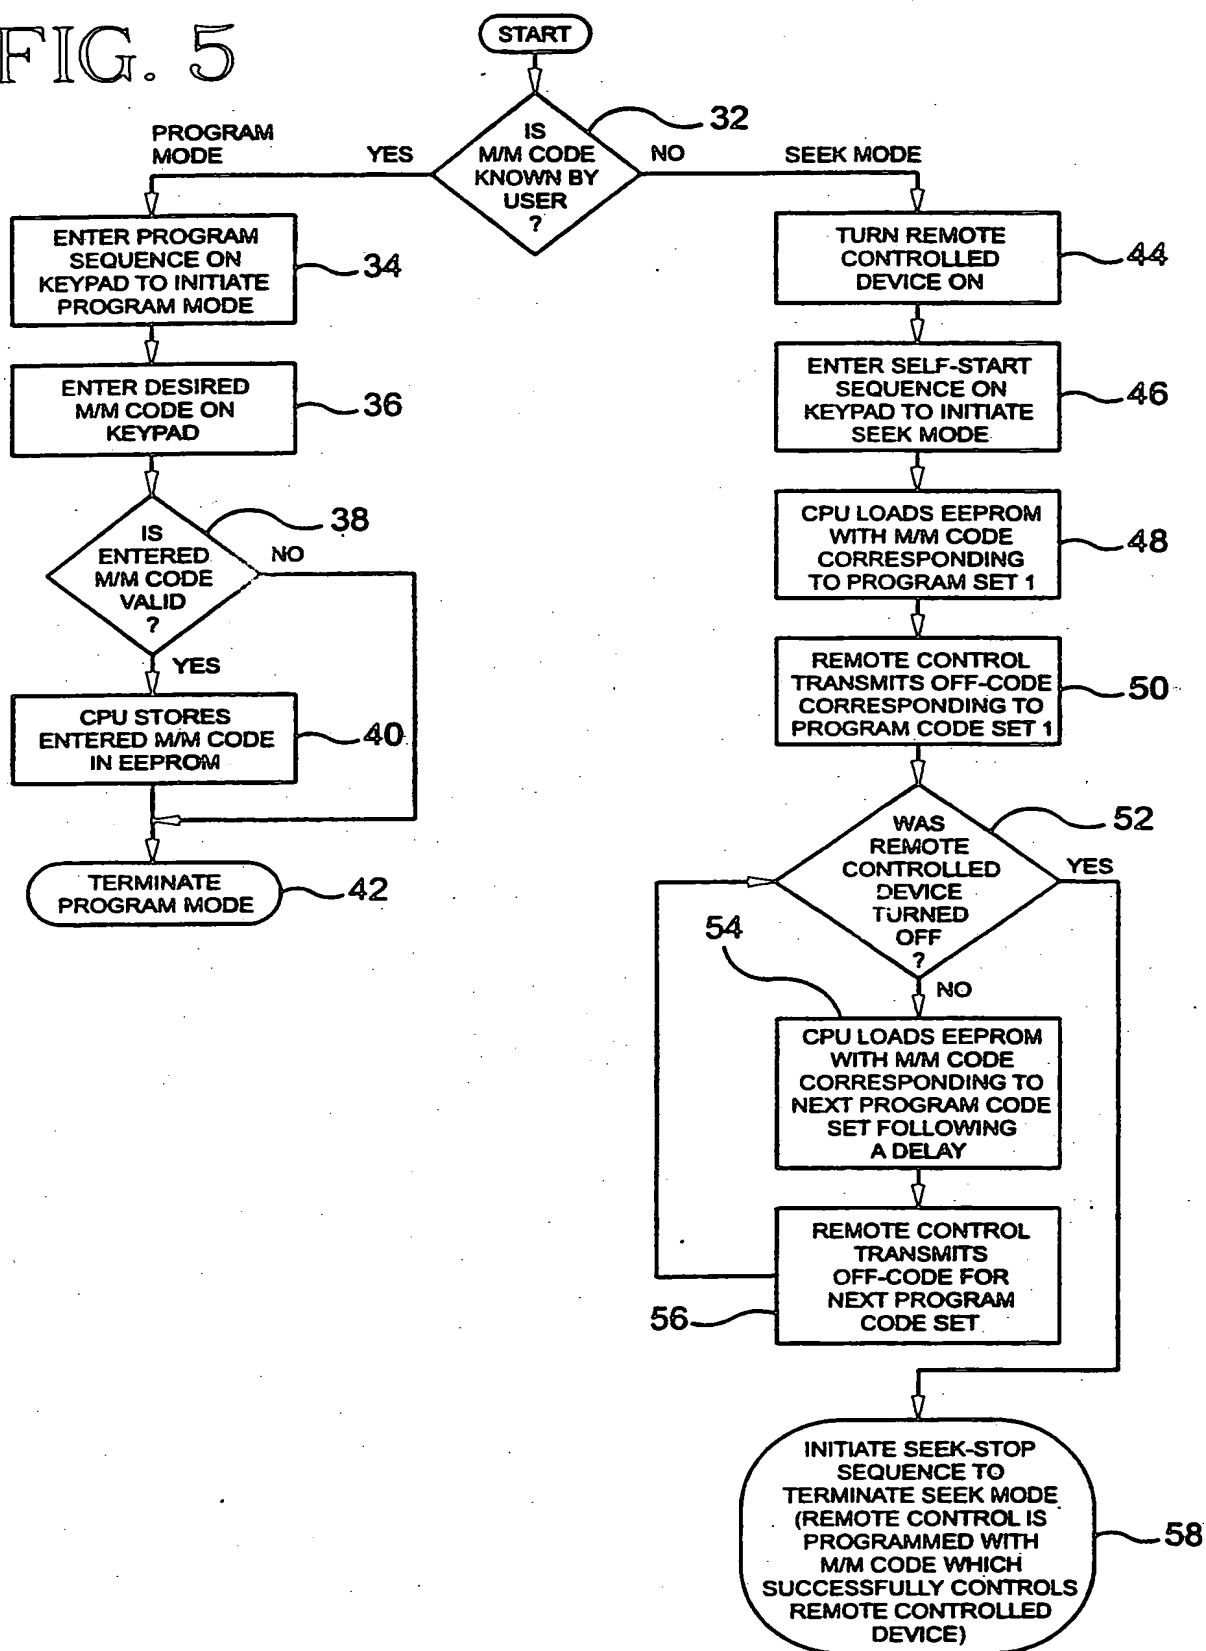 FIG. 5
START
IS
M/M CODE
KNOWN BY
USER
?
32
PROGRAM
MODE
YES
NO
SEEK MODE
ENTER PROGRAM
SEQUENCE ON
KEYPAD TO INITIATE
PROGRAM MODE
34
ENTER DESIRED
M/M CODE ON
KEYPAD
36
IS
ENTERED
M/M CODE
VALID
?
38
NO
YES
CPU STORES
ENTERED M/M CODE
IN EEPROM
40
TERMINATE
PROGRAM MODE
42
TURN REMOTE
CONTROLLED
DEVICE ON
44
ENTER SELF-START
SEQUENCE ON
KEYPAD TO INITIATE
SEEK MODE
46
CPU LOADS EEPROM
WITH M/M CODE
CORRESPONDING
TO PROGRAM SET 1
48
REMOTE CONTROL
TRANSMITS OFF-CODE
CORRESPONDING TO
PROGRAM CODE SET 1
50
WAS
REMOTE
CONTROLLED
DEVICE
TURNED
OFF
?
52
YES
NO
54
CPU LOADS EEPROM
WITH M/M CODE
CORRESPONDING TO
NEXT PROGRAM CODE
SET FOLLOWING
A DELAY
REMOTE CONTROL
TRANSMITS
OFF-CODE FOR
NEXT PROGRAM
CODE SET
56
INITIATE SEEK-STOP
SEQUENCE TO
TERMINATE SEEK MODE
(REMOTE CONTROL IS
PROGRAMMED WITH
M/M CODE WHICH
SUCCESSFULLY CONTROLS
REMOTE CONTROLLED
DEVICE)
58